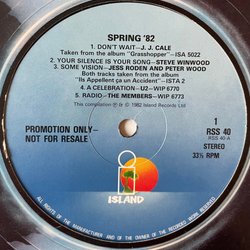 SPRING '82
1. DON'T WAIT—J. J. CALE
Taken from the album "Grasshopper"—ISA 5022
2. YOUR SILENCE IS YOUR SONG—STEVE WINWOOD
3. SOME VISION—JESS RODEN AND PETER WOOD
Both tracks taken from the album
"Ils Appellent ça un Accident" (ISLP)
4. A CELEBRATION—U2—WIP 6770
5. RADIO—THE MEMBERS—WIP 6773
This compilation ℗ & © 1982 Island Records Ltd.
PROMOTION ONLY—
NOT FOR RESALE
1
RSS 40
RSS 40 A
STEREO
33⅓ RPM
ISLAND
ALL RIGHTS OF THE MANUFACTURER AND OF THE OWNER OF THE RECORDED WORK RESERVED